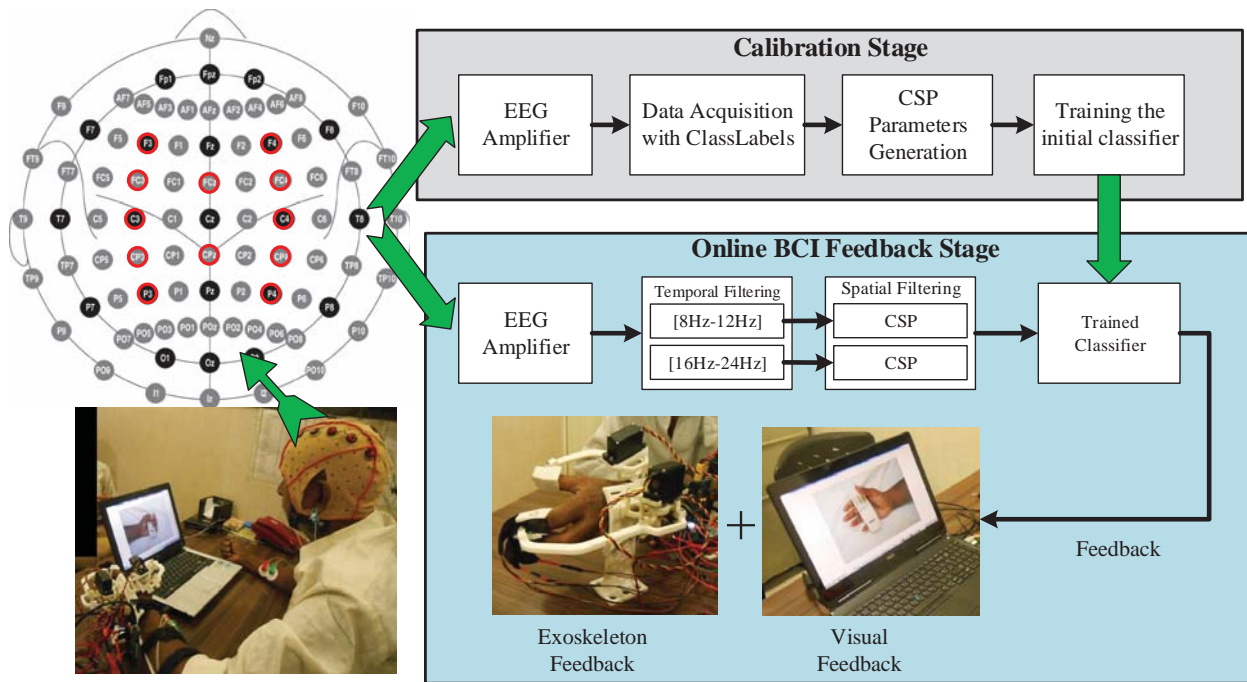 Nz
Fp1 Fpz Fp2
AF7 AF5 AF3 AF1 AFz AF2 AF4 AF6 AF8
F9 F7 F5 F3 F1 Fz F2 F4 F6 F8 F10
FT9 FT7 FC5 FC3 FC1 FCz FC2 FC4 FC6 FT8 FT10
T9 T7 C5 C3 C1 Cz C2 C4 C6 T8 T10
TP9 TP7 CP5 CP3 CP1 CPz CP2 CP4 CP6 TP8 TP10
P9 P7 P5 P3 P1 Pz P2 P4 P6 P8 P10
PO9 PO7 PO5 PO3 PO1 POz PO2 PO4 PO6 PO8 PO10
O1 Oz
I1 Iz
Calibration Stage
EEG
Amplifier
Data Acquisition
with ClassLabels
CSP
Parameters
Generation
Training the
initial classifier
Online BCI Feedback Stage
EEG
Amplifier
Temporal Filtering
[8Hz-12Hz]
[16Hz-24Hz]
Spatial Filtering
CSP
CSP
Trained
Classifier
Feedback
+
Exoskeleton
Feedback
Visual
Feedback